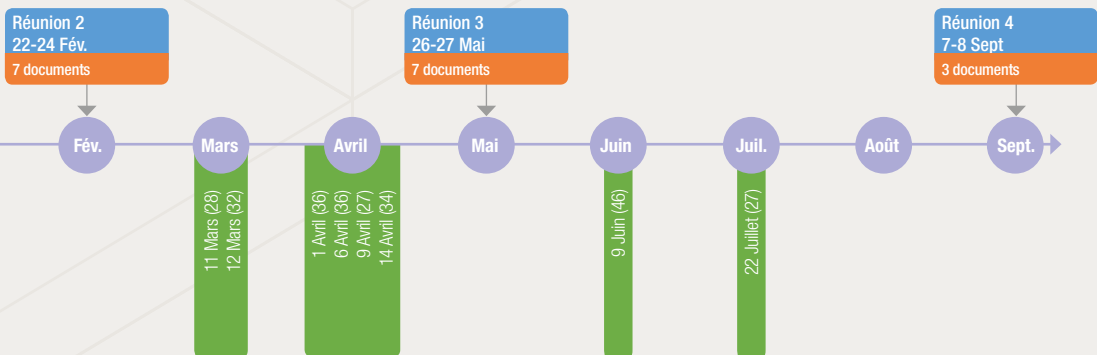 Réunion 2
22-24 Fév.
7 documents
Réunion 3
26-27 Mai
7 documents
Réunion 4
7-8 Sept
3 documents
Fév.
Mars
Avril
Mai
Juin
Juil.
Août
Sept.
11 Mars (28)
12 Mars (32)
1 Avril (36)
6 Avril (36)
9 Avril (27)
14 Avril (34)
9 Juin (46)
22 Juillet (27)